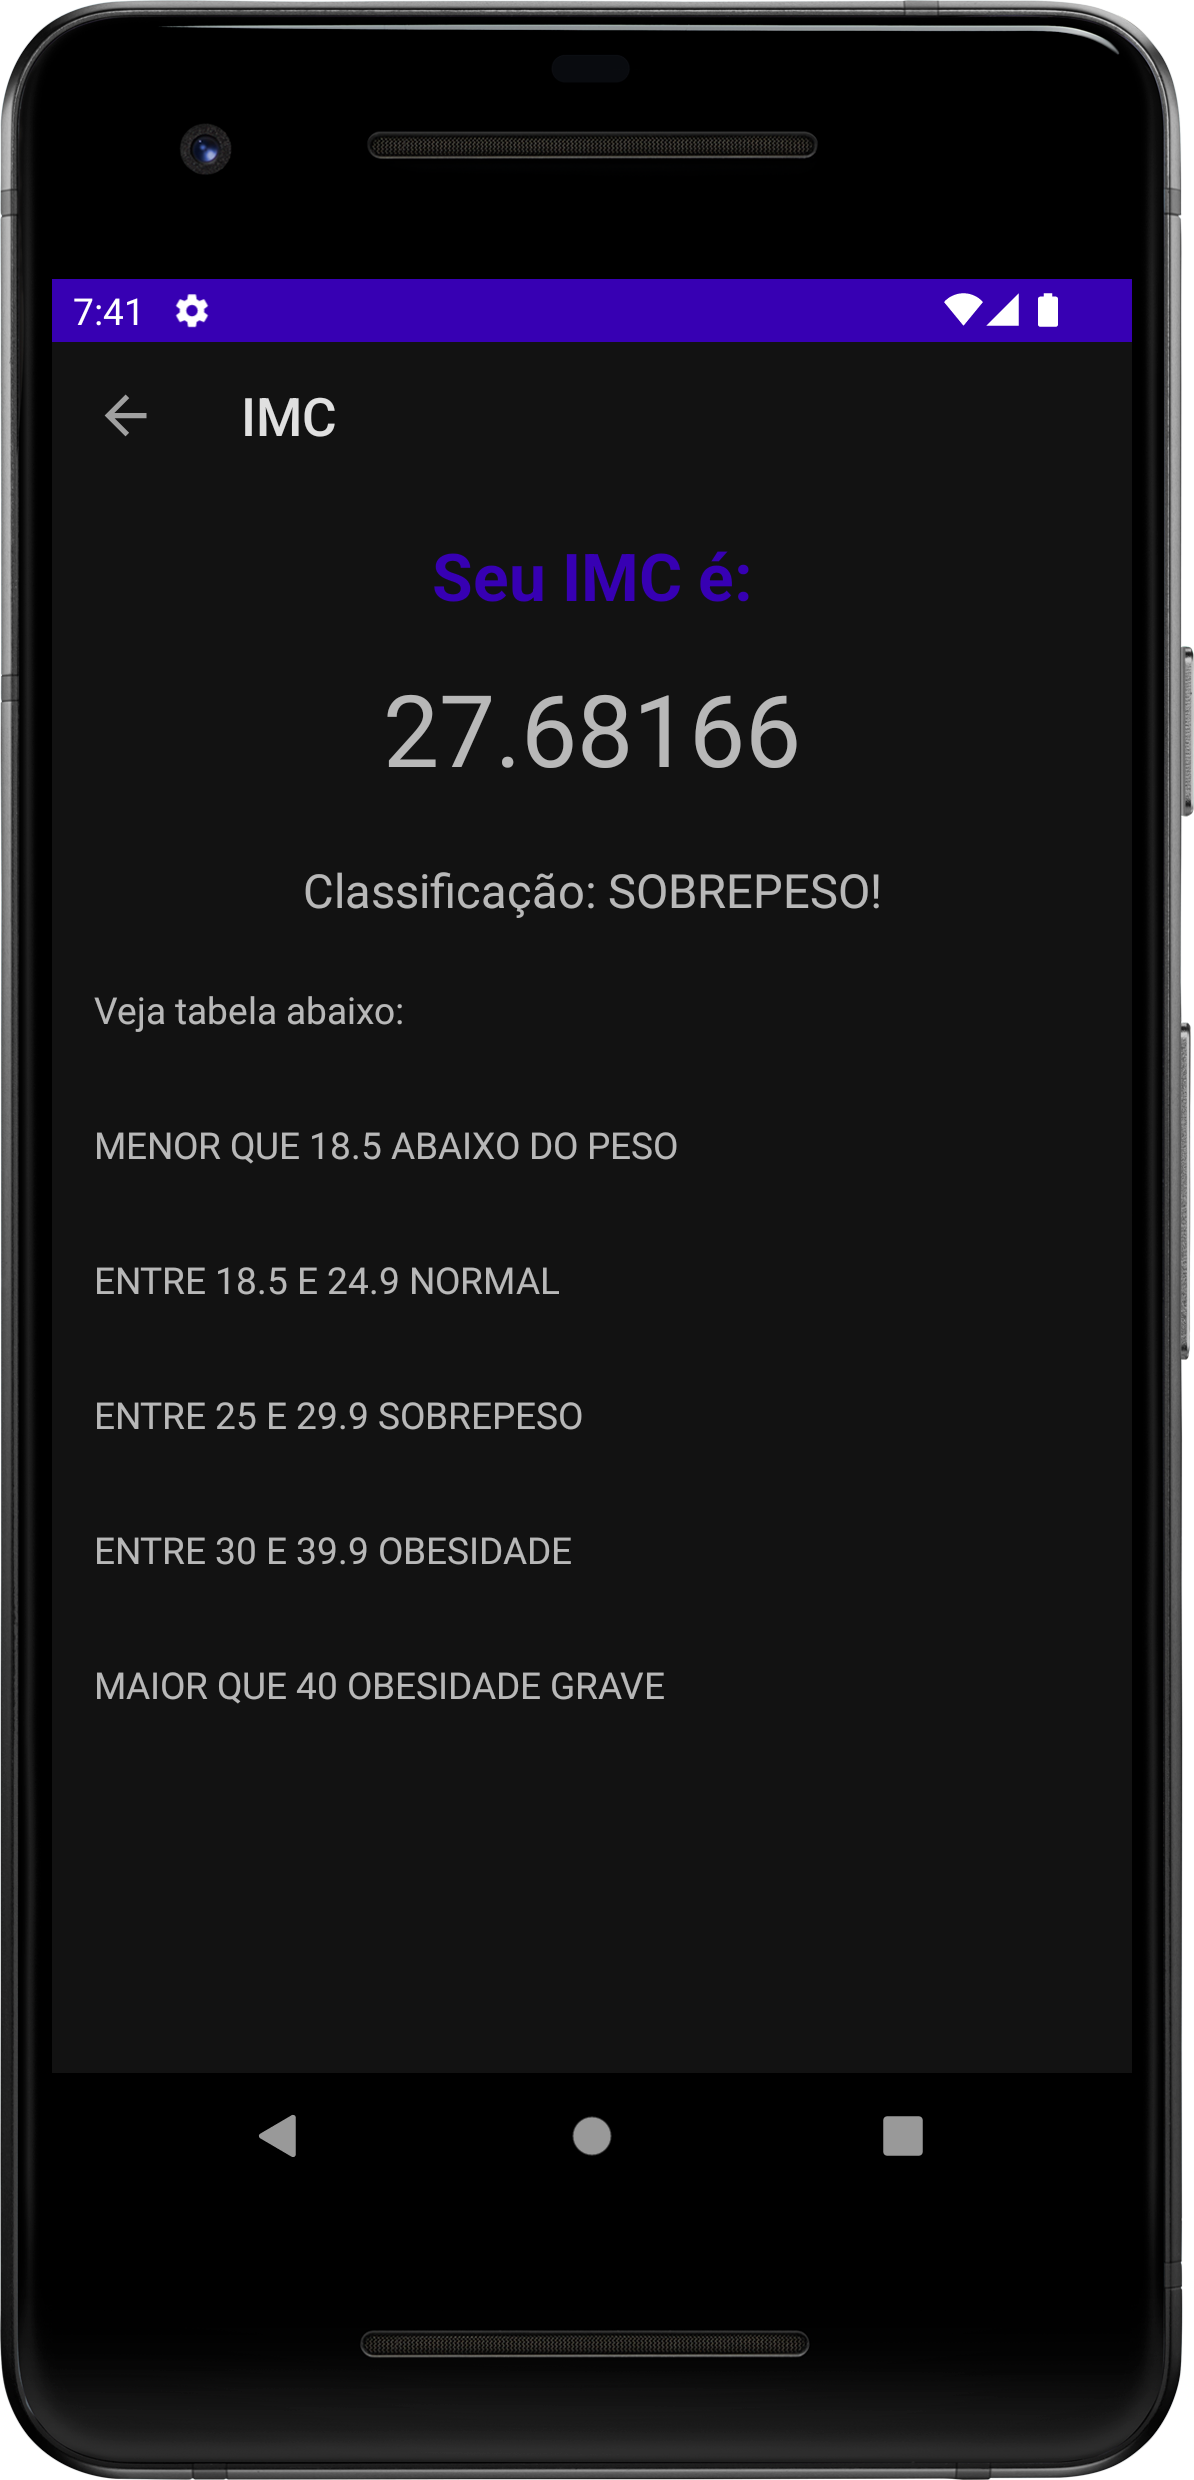 7:41
IMC
Seu IMC é:
27.68166
Classificação: SOBREPESO!
Veja tabela abaixo:
MENOR QUE 18.5 ABAIXO DO PESO
ENTRE 18.5 E 24.9 NORMAL
ENTRE 25 E 29.9 SOBREPESO
ENTRE 30 E 39.9 OBESIDADE
MAIOR QUE 40 OBESIDADE GRAVE